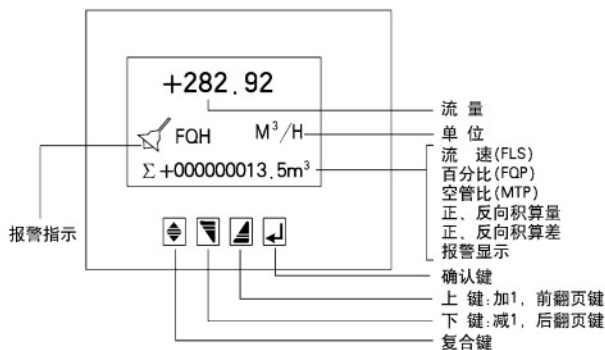 +282.92
FQH M³/H
Σ+000000013.5m³
报警指示
流 量
单 位
流 速(FLS)
百分比(FQP)
空管比(MTP)
正、反向积算量
正、反向积算差
报警显示
确认键
上 键:加1，前翻页键
下 键:减1，后翻页键
复合键